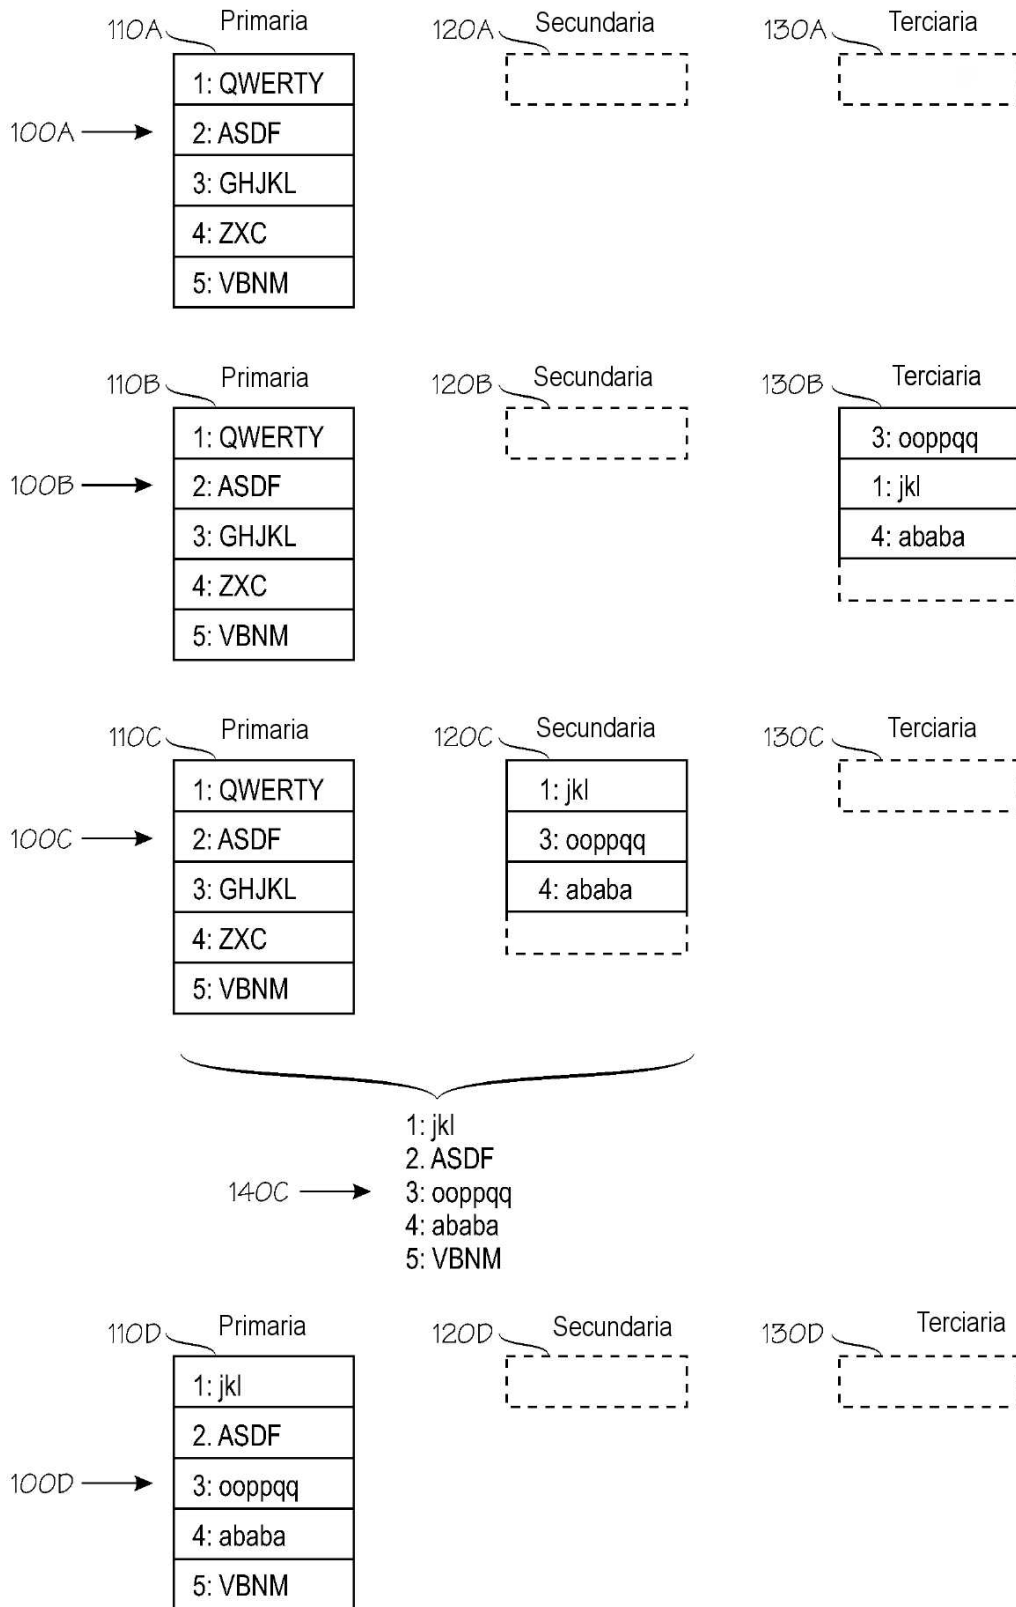 110A Primaria 120A Secundaria 130A Terciaria
1: QWERTY
100A 2: ASDF
3: GHJKL
4: ZXC
5: VBNM
110B Primaria 120B Secundaria 130B Terciaria
1: QWERTY 3: ooppqq
100B 2: ASDF 1: jkl
3: GHJKL 4: ababa
4: ZXC
5: VBNM
110C Primaria 120C Secundaria 130C Terciaria
1: QWERTY 1: jkl
100C 2: ASDF 3: ooppqq
3: GHJKL 4: ababa
4: ZXC
5: VBNM
1: jkl
2. ASDF
140C 3: ooppqq
4: ababa
5: VBNM
110D Primaria 120D Secundaria 130D Terciaria
1: jkl
2. ASDF
100D 3: ooppqq
4: ababa
5: VBNM